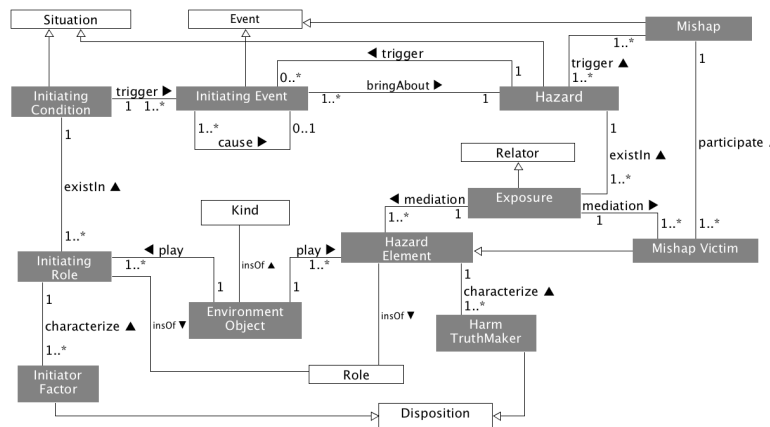 Situation
Event
Mishap
◀ trigger
1..*
1
0..*
1
trigger ▲
1..*
trigger ▶
1 1..*
Initiating
Condition
Initiating Event
bringAbout ▶
1..*
1
Hazard
1
1..*
0..1
cause ▶
1
existIn ▲
1..*
participate
Relator
existIn ▲
1..*
Exposure
◀ mediation
1..*
1
mediation ▶
1
1..*
1..*
Kind
Hazard
Element
Mishap Victim
Initiating
Role
◀ play
1..*
1
insOf ▲
play ▶
1..*
1
1
characterize ▲
1..*
Environment
Object
1
characterize ▲
1..*
insOf ▼
insOf ▼
Harm
TruthMaker
Initiator
Factor
Role
Disposition